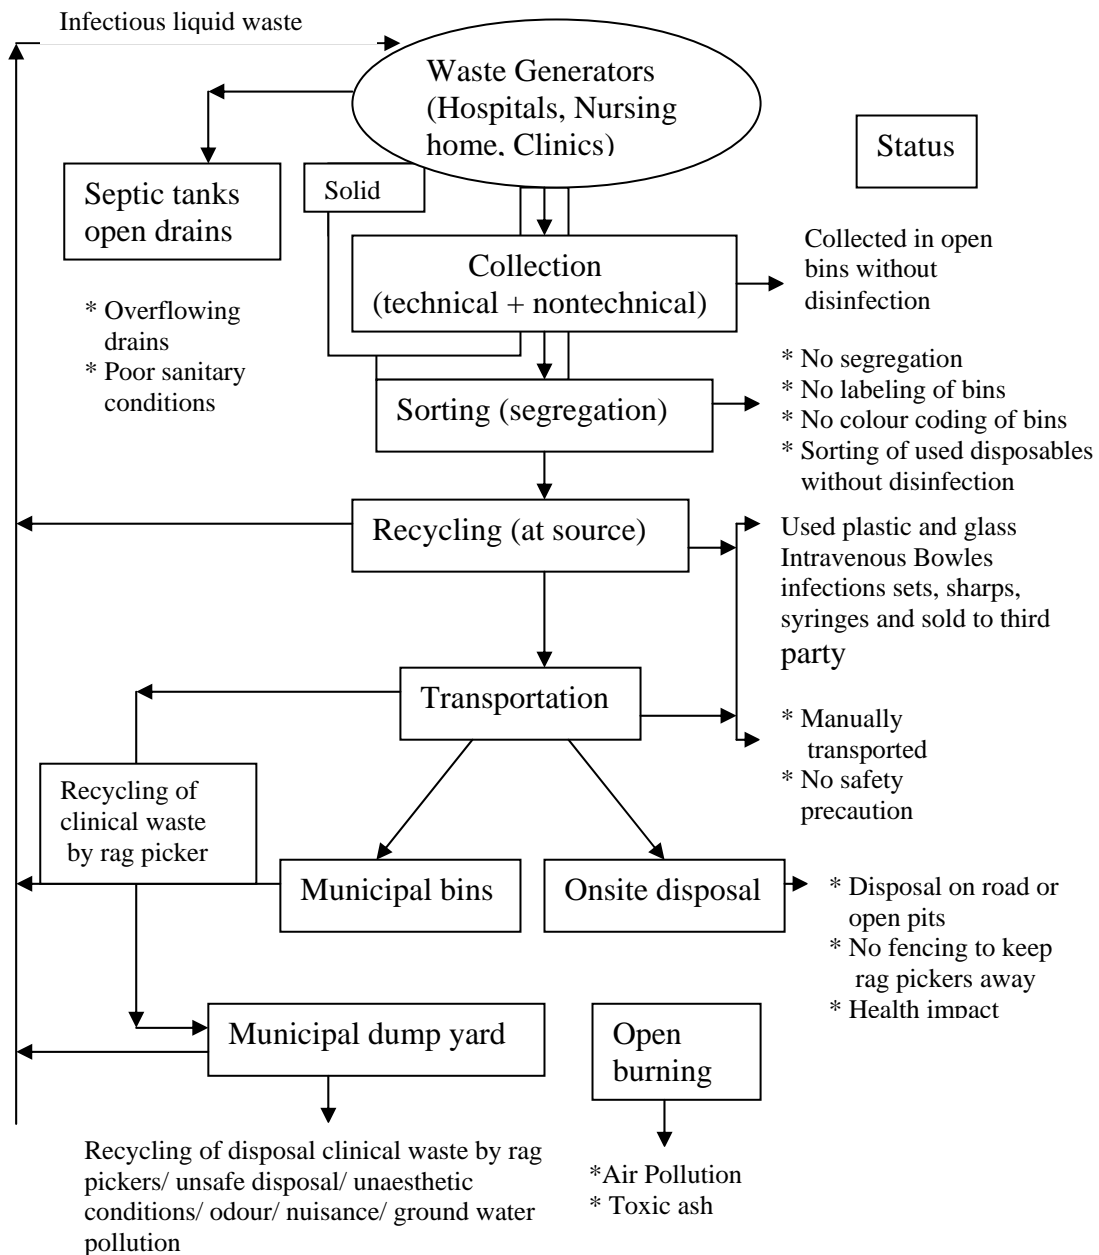 Infectious liquid waste
Waste Generators
(Hospitals, Nursing
home, Clinics)
Status
Septic tanks
open drains
Solid
Collection
(technical + nontechnical)
Collected in open
bins without
disinfection
* Overflowing
drains
* Poor sanitary
conditions
Sorting (segregation)
* No segregation
* No labeling of bins
* No colour coding of bins
* Sorting of used disposables
without disinfection
Recycling (at source)
Used plastic and glass
Intravenous Bowles
infections sets, sharps,
syringes and sold to third
party
Transportation
* Manually
transported
* No safety
precaution
Recycling of
clinical waste
by rag picker
Municipal bins
Onsite disposal
* Disposal on road or
open pits
* No fencing to keep
rag pickers away
* Health impact
Municipal dump yard
Open
burning
Recycling of disposal clinical waste by rag
pickers/ unsafe disposal/ unaesthetic
conditions/ odour/ nuisance/ ground water
pollution
*Air Pollution
* Toxic ash